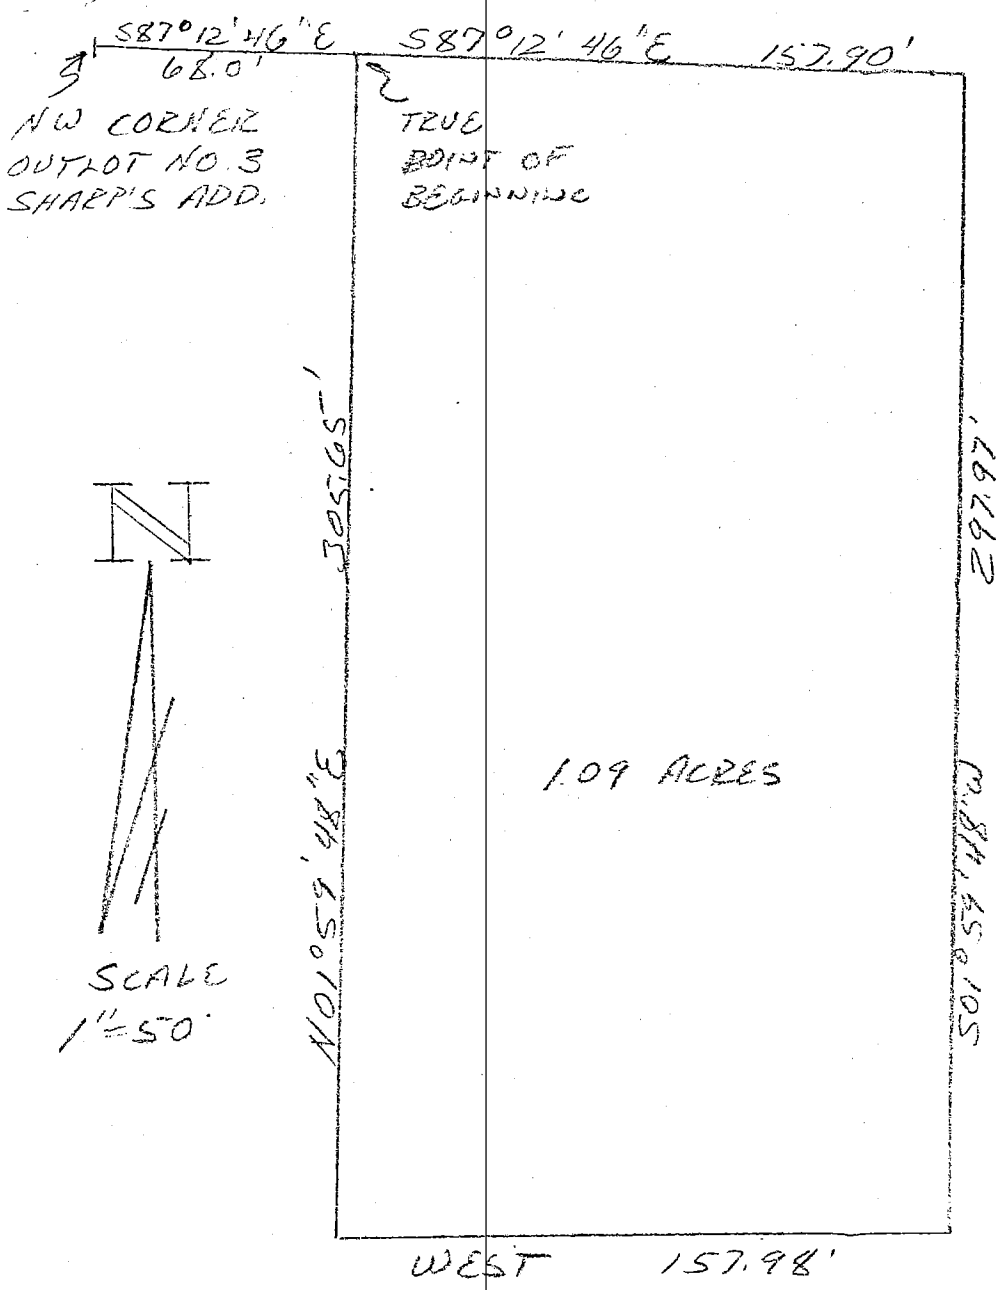 S87°12'46"E
68.0'
S87°12'46"E 157.90'
NW CORNER
OUTLOT NO. 3
SHARP'S ADD.
TRUE
POINT OF
BEGINNING
N01°59'48"E 305.65'
297.97'
S01°59'48"W
N
1.09 ACRES
SCALE
1"=50'
WEST 157.98'